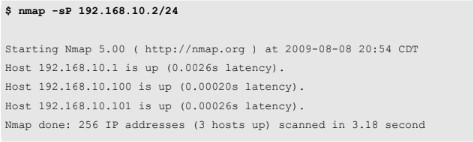 $ nmap -sP 192.168.10.2/24
Starting Nmap 5.00 ( http://nmap.org ) at 2009-08-08 20:54 CDT
Host 192.168.10.1 is up (0.0026s latency).
Host 192.168.10.100 is up (0.00020s latency).
Host 192.168.10.101 is up (0.00026s latency).
Nmap done: 256 IP addresses (3 hosts up) scanned in 3.18 second